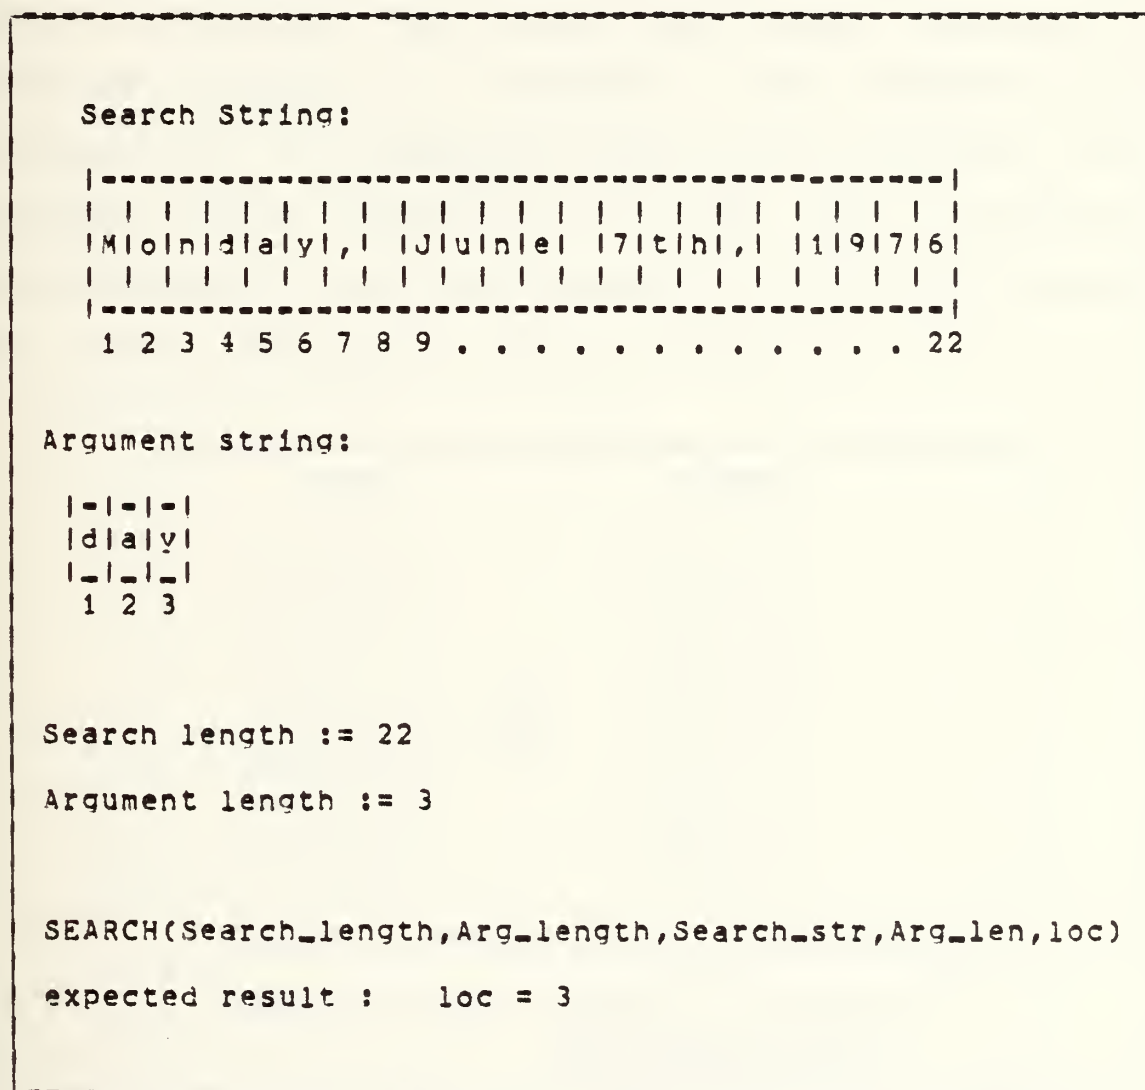 Search String:
|-------------------------------------------|
| | | | | | | | | | | | | | | | | | | | | | |
|M|o|n|d|a|y|,| |J|u|n|e| |7|t|h|,| |1|9|7|6|
| | | | | | | | | | | | | | | | | | | | | | |
|-------------------------------------------|
1 2 3 4 5 6 7 8 9 . . . . . . . . . . . . 22
Argument string:
|-|-|-|
|d|a|y|
|_|_|_|
1 2 3
Search length := 22
Argument length := 3
SEARCH(Search_length,Arg_length,Search_str,Arg_len,loc)
expected result : loc = 3